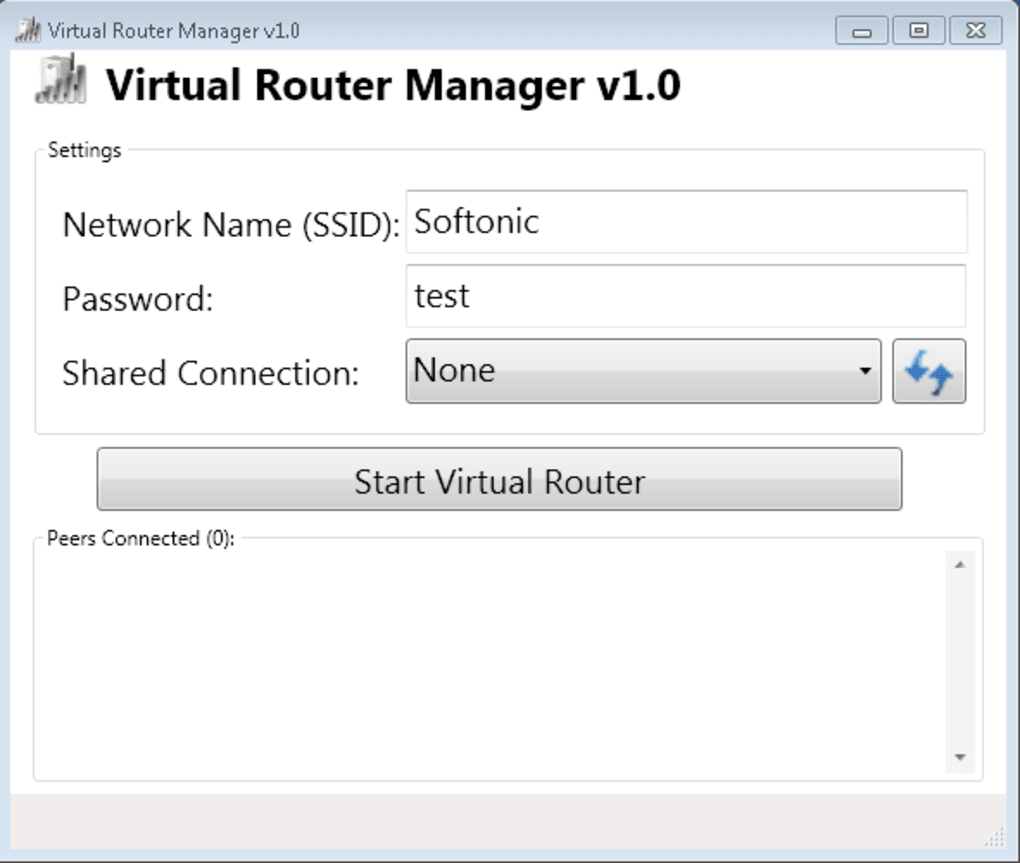 Virtual Router Manager v1.0
Virtual Router Manager v1.0
Settings
Network Name (SSID): Softonic
Password: test
Shared Connection: None
Start Virtual Router
Peers Connected (0):